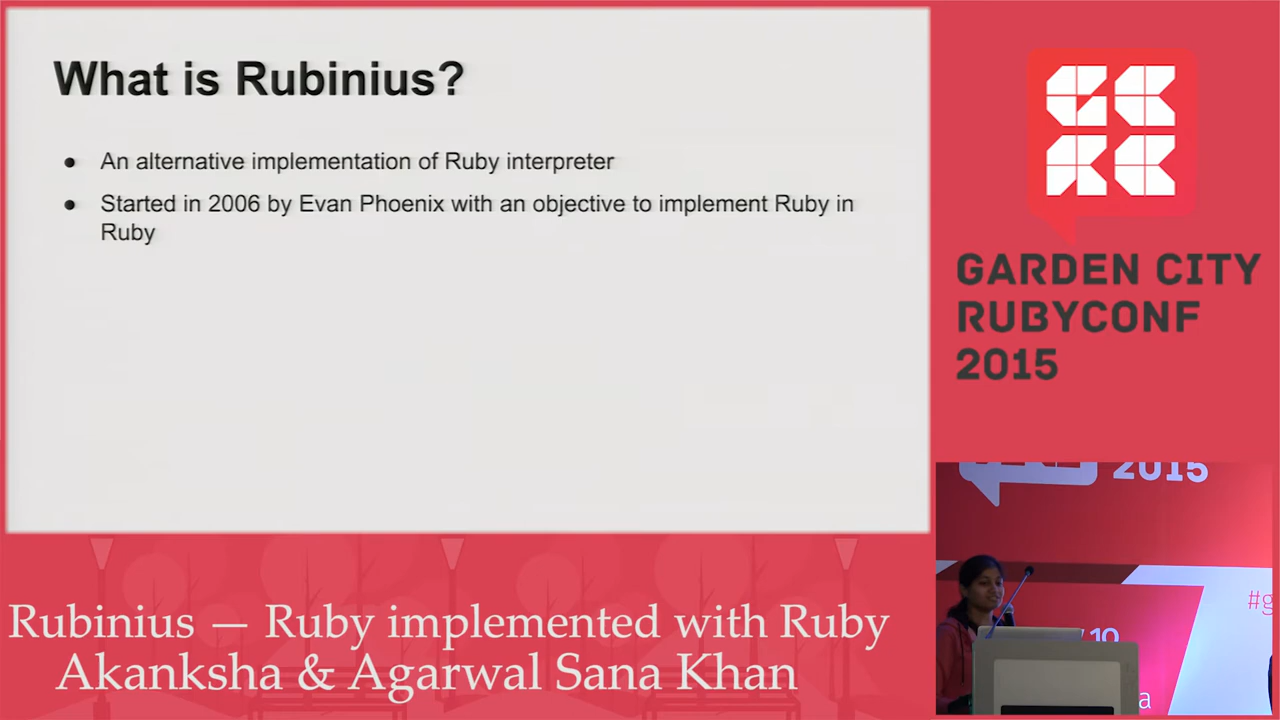 What is Rubinius?
● An alternative implementation of Ruby interpreter
● Started in 2006 by Evan Phoenix with an objective to implement Ruby in
Ruby
GARDEN CITY
RUBYCONF
2015
2015
#g
10
a
Rubinius — Ruby implemented with Ruby
Akanksha & Agarwal Sana Khan